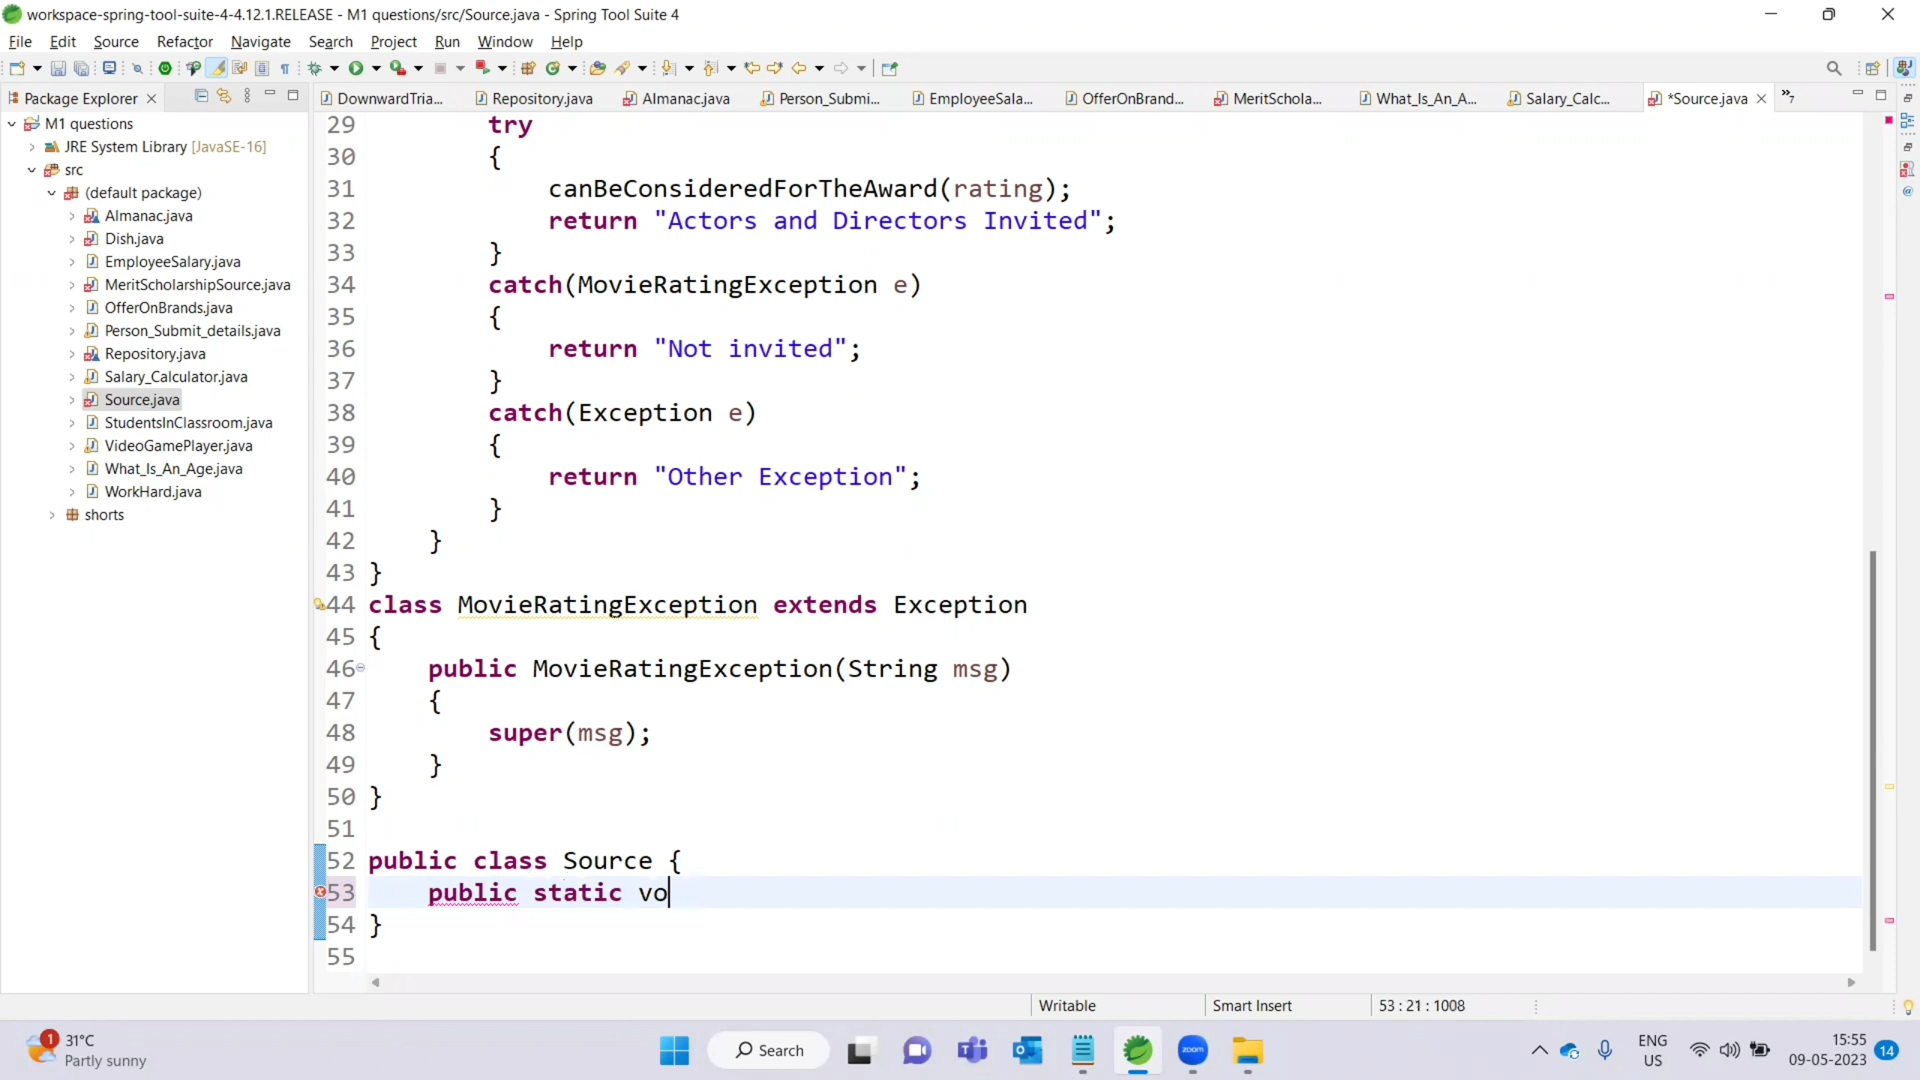 workspace-spring-tool-suite-4-4.12.1.RELEASE - M1 questions/src/Source.java - Spring Tool Suite 4
File Edit Source Refactor Navigate Search Project Run Window Help
Package Explorer
DownwardTria... Repository.java Almanac.java Person_Submi... EmployeeSala... OfferOnBrand... MeritSchola... What_Is_An_A... Salary_Calc... *Source.java »7
M1 questions
JRE System Library [JavaSE-16]
src
(default package)
Almanac.java
Dish.java
EmployeeSalary.java
MeritScholarshipSource.java
OfferOnBrands.java
Person_Submit_details.java
Repository.java
Salary_Calculator.java
Source.java
StudentsInClassroom.java
VideoGamePlayer.java
What_Is_An_Age.java
WorkHard.java
shorts
29 try
30 {
31 canBeConsideredForTheAward(rating);
32 return "Actors and Directors Invited";
33 }
34 catch(MovieRatingException e)
35 {
36 return "Not invited";
37 }
38 catch(Exception e)
39 {
40 return "Other Exception";
41 }
42 }
43 }
44 class MovieRatingException extends Exception
45 {
46 public MovieRatingException(String msg)
47 {
48 super(msg);
49 }
50 }
51
52 public class Source {
53 public static vo
54 }
55
Writable Smart Insert 53 : 21 : 1008
1 31°C
Partly sunny
Search
zoom
ENG
US
15:55
09-05-2023
14